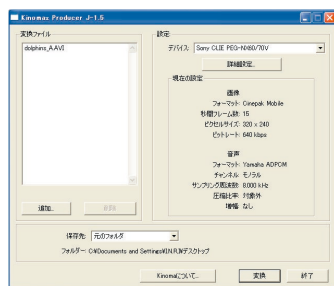 Kinomas Producer J-1.5
変換ファイル
dolphins_A.AVI
追加...
削除
設定
デバイス: Sony CLIE PEG-NX60/70V
詳細設定...
現在の設定
画像
フォーマット: Cinepak Mobile
秒間フレーム数: 15
ピクセルサイズ: 320 x 240
ビットレート: 640 kbps
音声
フォーマット: Yamaha ADPCM
チャンネル: モノラル
サンプリング周波数: 8.000 kHz
圧縮比率: 対象外
増幅: なし
保存先: 元のフォルダ
フォルダー: C:¥Documents and Settings¥I.N.R.¥デスクトップ
Kinomaについて...
変換
終了